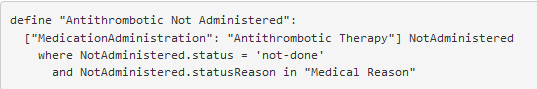 define "Antithrombotic Not Administered":
  ["MedicationAdministration": "Antithrombotic Therapy"] NotAdministered
    where NotAdministered.status = 'not-done'
      and NotAdministered.statusReason in "Medical Reason"